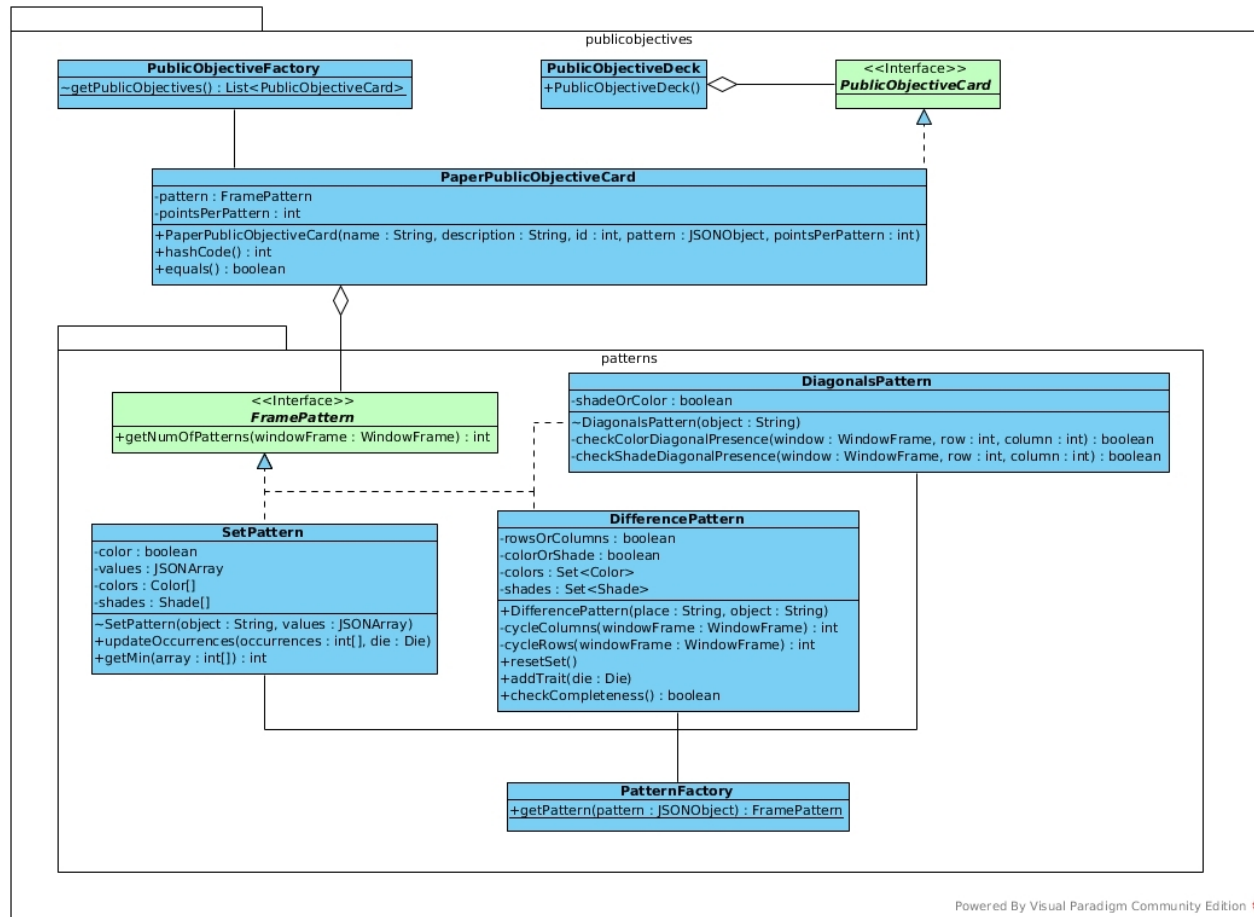 publicobjectives
PublicObjectiveFactory
~getPublicObjectives() : List<PublicObjectiveCard>
PublicObjectiveDeck
+PublicObjectiveDeck()
<<Interface>>
PublicObjectiveCard
PaperPublicObjectiveCard
-pattern : FramePattern
-pointsPerPattern : int
+PaperPublicObjectiveCard(name : String, description : String, id : int, pattern : JSONObject, pointsPerPattern : int)
+hashCode() : int
+equals() : boolean
patterns
<<Interface>>
FramePattern
+getNumOfPatterns(windowFrame : WindowFrame) : int
DiagonalsPattern
-shadeOrColor : boolean
~DiagonalsPattern(object : String)
-checkColorDiagonalPresence(window : WindowFrame, row : int, column : int) : boolean
-checkShadeDiagonalPresence(window : WindowFrame, row : int, column : int) : boolean
SetPattern
-color : boolean
-values : JSONArray
-colors : Color[]
-shades : Shade[]
~SetPattern(object : String, values : JSONArray)
+updateOccurrences(occurrences : int[], die : Die)
+getMin(array : int[]) : int
DifferencePattern
-rowsOrColumns : boolean
-colorOrShade : boolean
-colors : Set<Color>
-shades : Set<Shade>
+DifferencePattern(place : String, object : String)
-cycleColumns(windowFrame : WindowFrame) : int
-cycleRows(windowFrame : WindowFrame) : int
+resetSet()
+addTrait(die : Die)
+checkCompleteness() : boolean
PatternFactory
+getPattern(pattern : JSONObject) : FramePattern
Powered By Visual Paradigm Community Edition